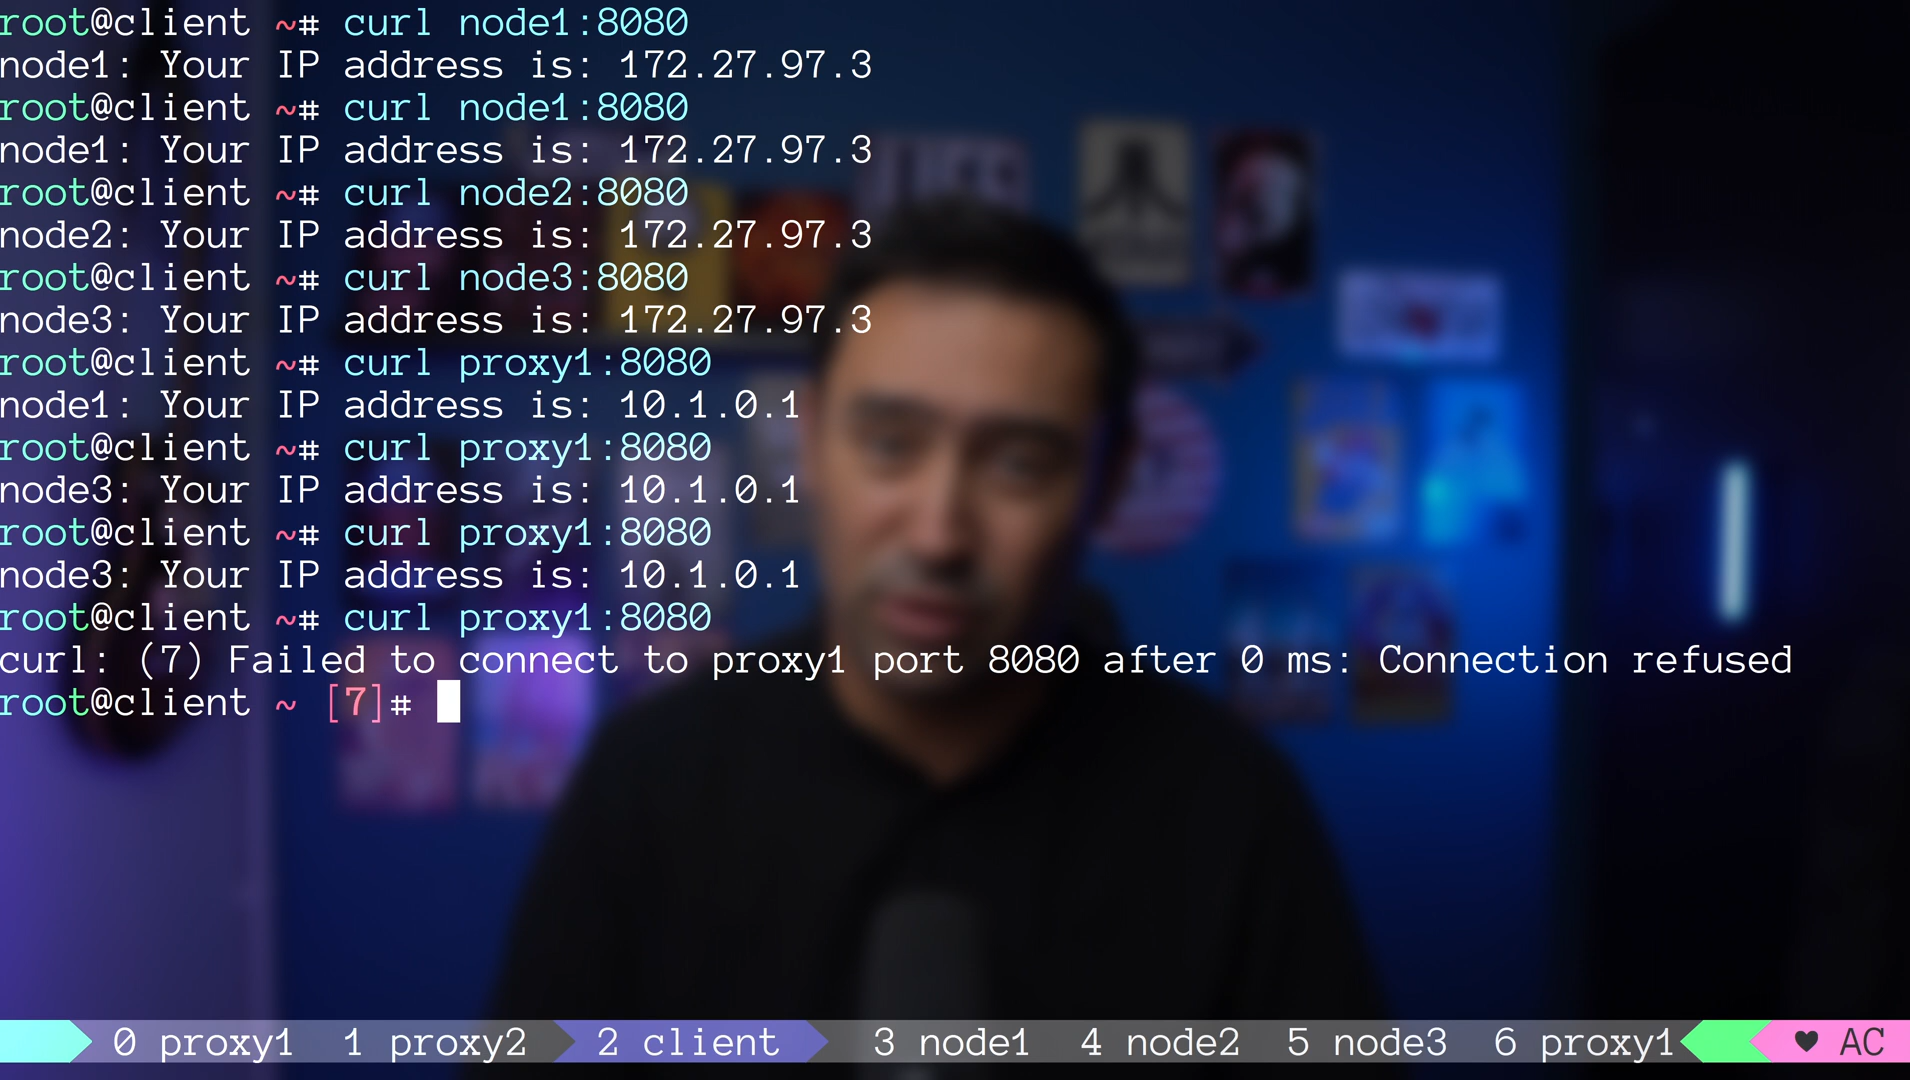 root@client ~# curl node1:8080
node1: Your IP address is: 172.27.97.3
root@client ~# curl node1:8080
node1: Your IP address is: 172.27.97.3
root@client ~# curl node2:8080
node2: Your IP address is: 172.27.97.3
root@client ~# curl node3:8080
node3: Your IP address is: 172.27.97.3
root@client ~# curl proxy1:8080
node1: Your IP address is: 10.1.0.1
root@client ~# curl proxy1:8080
node3: Your IP address is: 10.1.0.1
root@client ~# curl proxy1:8080
node3: Your IP address is: 10.1.0.1
root@client ~# curl proxy1:8080
curl: (7) Failed to connect to proxy1 port 8080 after 0 ms: Connection refused
root@client ~ [7]#
0 proxy1 1 proxy2 2 client 3 node1 4 node2 5 node3 6 proxy1 ♥ AC